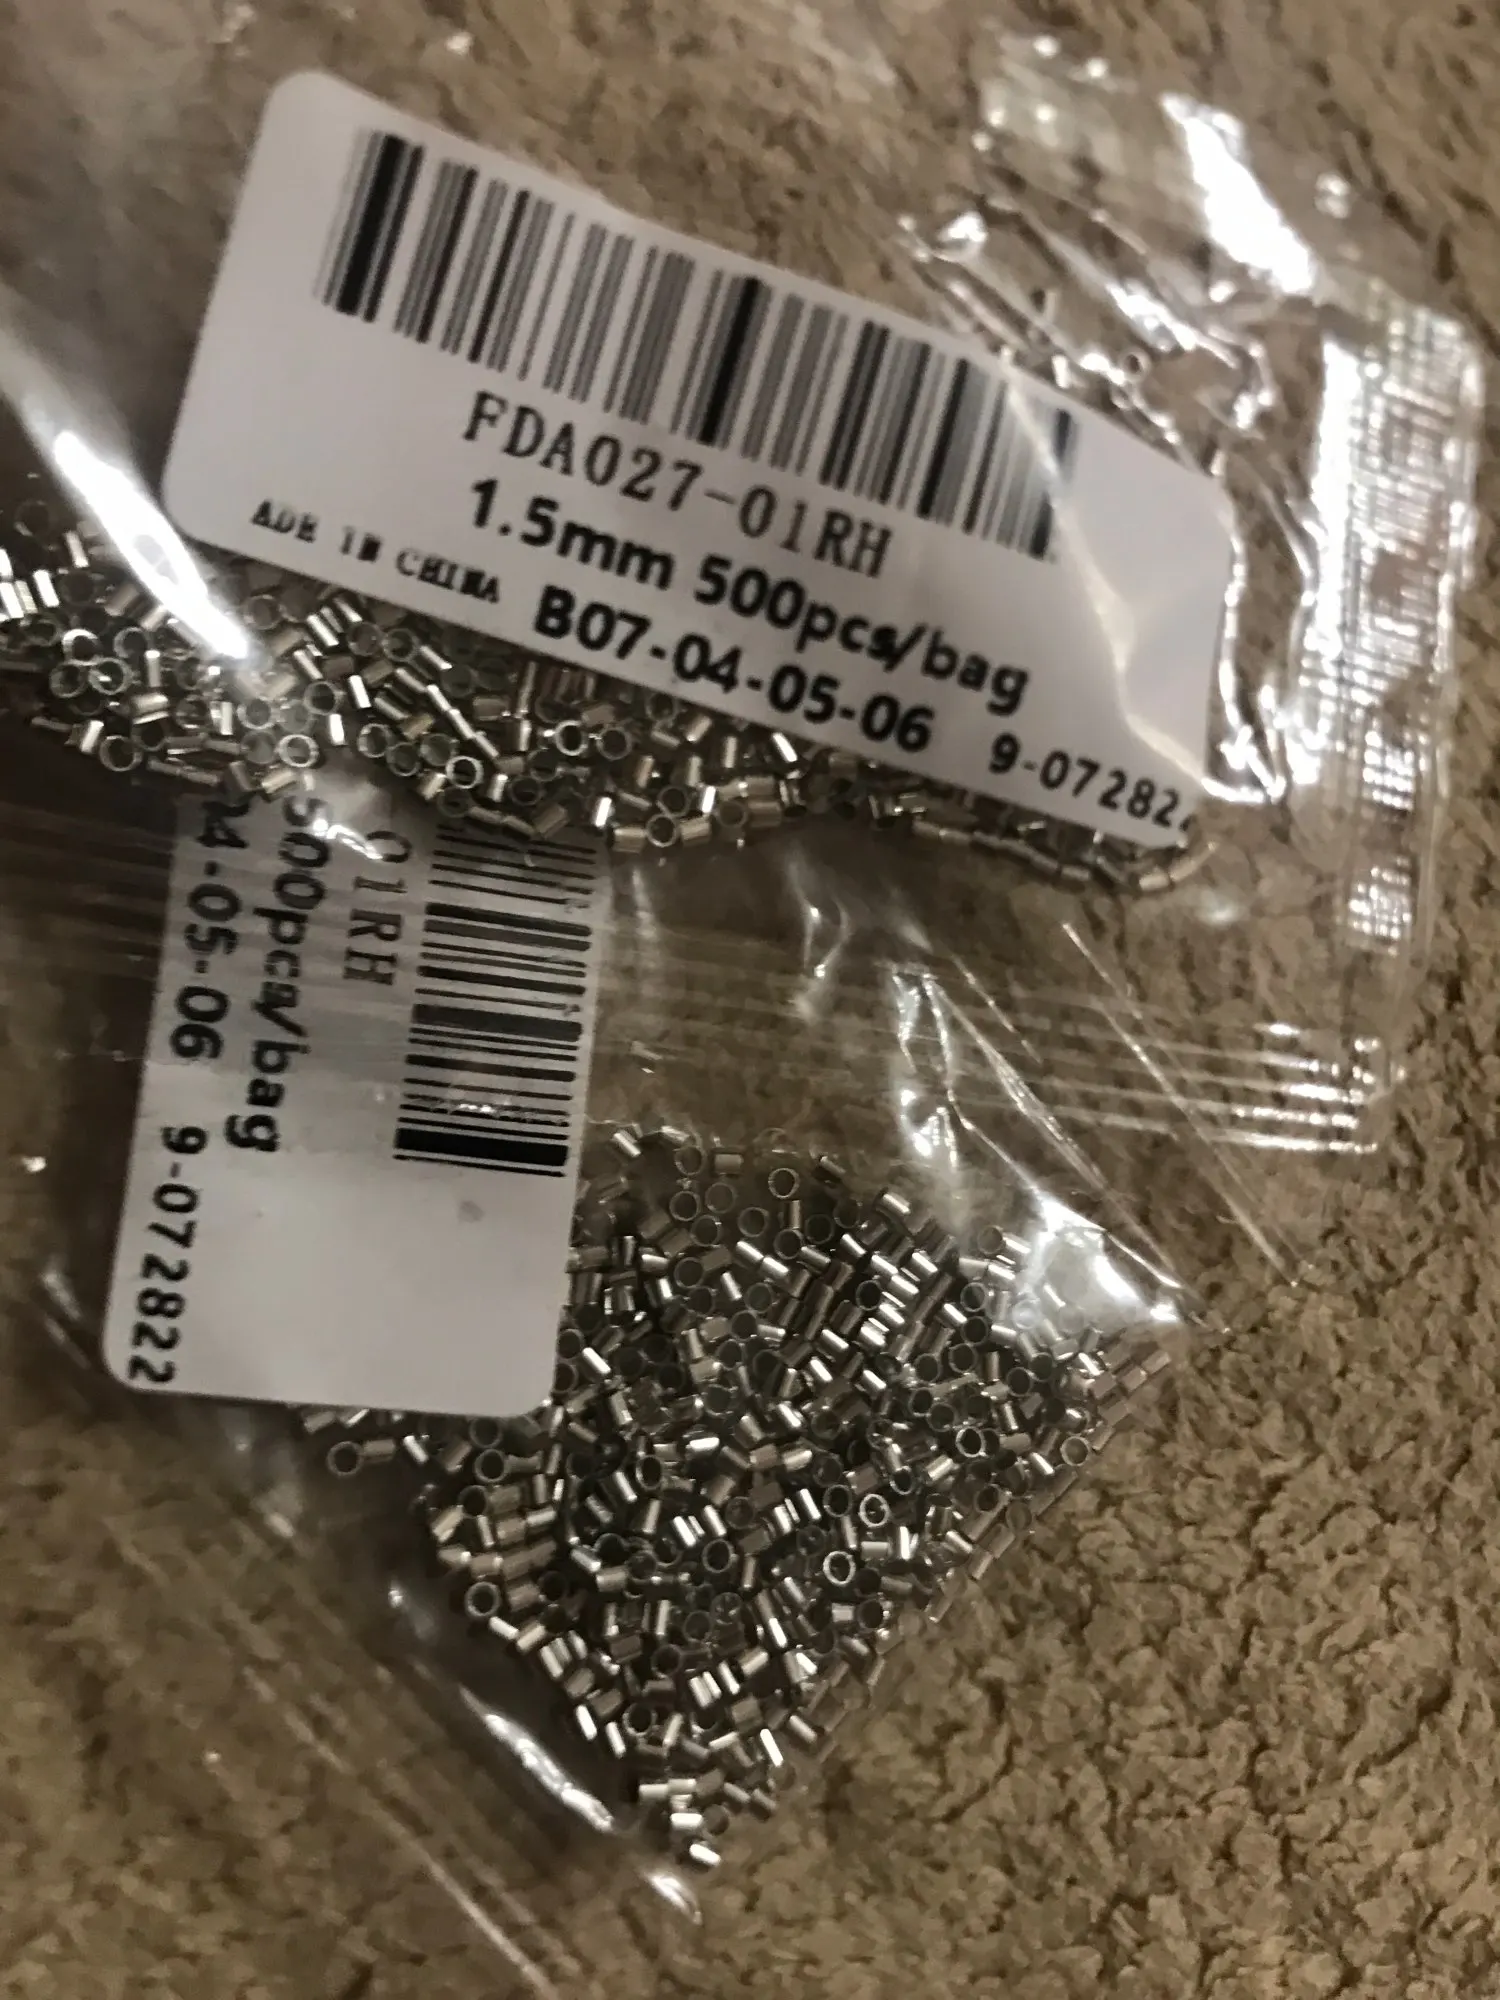 FDA027-01RH
1.5mm 500pcs/bag
ADE IN CHINA
B07-04-05-06
9-072822
01RH
500pcs/bag
04-05-06
9-072822